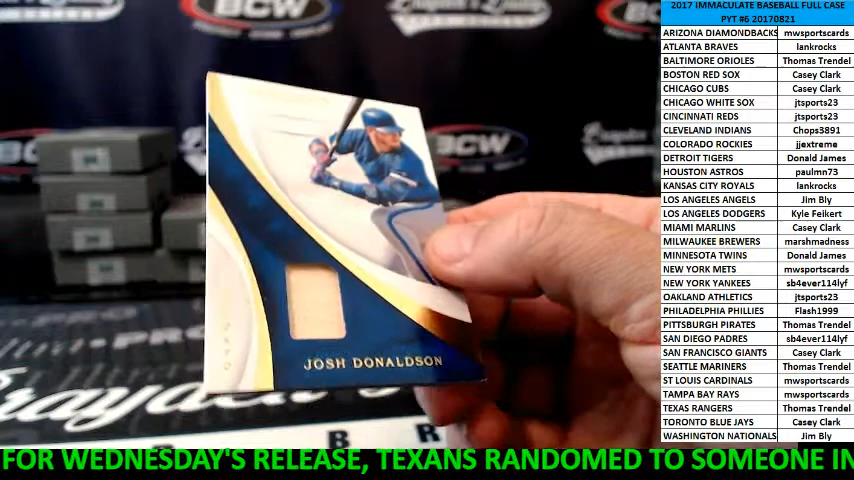 2017 IMMACULATE BASEBALL FULL CASE
PYT #6 20170821
ARIZONA DIAMONDBACKS mwsportscards
ATLANTA BRAVES lankrocks
BALTIMORE ORIOLES Thomas Trendel
BOSTON RED SOX Casey Clark
CHICAGO CUBS Casey Clark
CHICAGO WHITE SOX jtsports23
CINCINNATI REDS jtsports23
CLEVELAND INDIANS Chops3891
COLORADO ROCKIES jjextreme
DETROIT TIGERS Donald James
HOUSTON ASTROS paulmn73
KANSAS CITY ROYALS lankrocks
LOS ANGELES ANGELS Jim Bly
LOS ANGELES DODGERS Kyle Feikert
MIAMI MARLINS Casey Clark
MILWAUKEE BREWERS marshmadness
MINNESOTA TWINS Donald James
NEW YORK METS mwsportscards
NEW YORK YANKEES sb4ever114lyf
OAKLAND ATHLETICS jtsports23
PHILADELPHIA PHILLIES Flash1999
PITTSBURGH PIRATES Thomas Trendel
SAN DIEGO PADRES sb4ever114lyf
SAN FRANCISCO GIANTS Casey Clark
SEATTLE MARINERS Thomas Trendel
ST LOUIS CARDINALS mwsportscards
TAMPA BAY RAYS mwsportscards
TEXAS RANGERS Thomas Trendel
TORONTO BLUE JAYS Casey Clark
WASHINGTON NATIONALS Jim Bly
BCW
BCW
JOSH DONALDSON
B R
FOR WEDNESDAY'S RELEASE, TEXANS RANDOMED TO SOMEONE IN